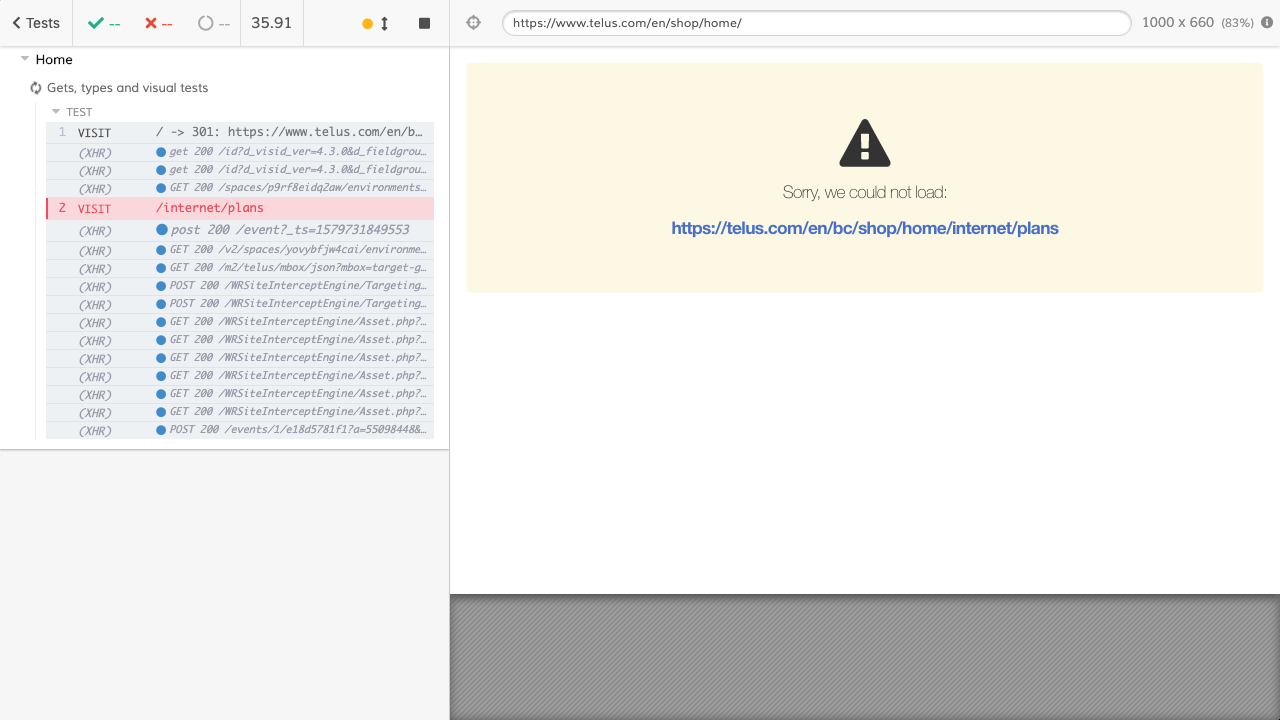 Tests
--
--
--
35.91
https://www.telus.com/en/shop/home/
1000 x 660 (83%)
Home
Gets, types and visual tests
TEST
1 VISIT / -> 301: https://www.telus.com/en/b…
(XHR) get 200 /id?d_visid_ver=4.3.0&d_fieldgrou…
(XHR) get 200 /id?d_visid_ver=4.3.0&d_fieldgrou…
(XHR) GET 200 /spaces/p9rf8eidq2aw/environments…
2 VISIT /internet/plans
(XHR) post 200 /event?_ts=1579731849553
(XHR) GET 200 /v2/spaces/yovybfjw4cai/environme…
(XHR) GET 200 /m2/telus/mbox/json?mbox=target-g…
(XHR) POST 200 /WRSiteInterceptEngine/Targeting…
(XHR) POST 200 /WRSiteInterceptEngine/Targeting…
(XHR) GET 200 /WRSiteInterceptEngine/Asset.php?…
(XHR) GET 200 /WRSiteInterceptEngine/Asset.php?…
(XHR) GET 200 /WRSiteInterceptEngine/Asset.php?…
(XHR) GET 200 /WRSiteInterceptEngine/Asset.php?…
(XHR) GET 200 /WRSiteInterceptEngine/Asset.php?…
(XHR) GET 200 /WRSiteInterceptEngine/Asset.php?…
(XHR) POST 200 /events/1/e18d5781f1?a=55098448&…
Sorry, we could not load:
https://telus.com/en/bc/shop/home/internet/plans